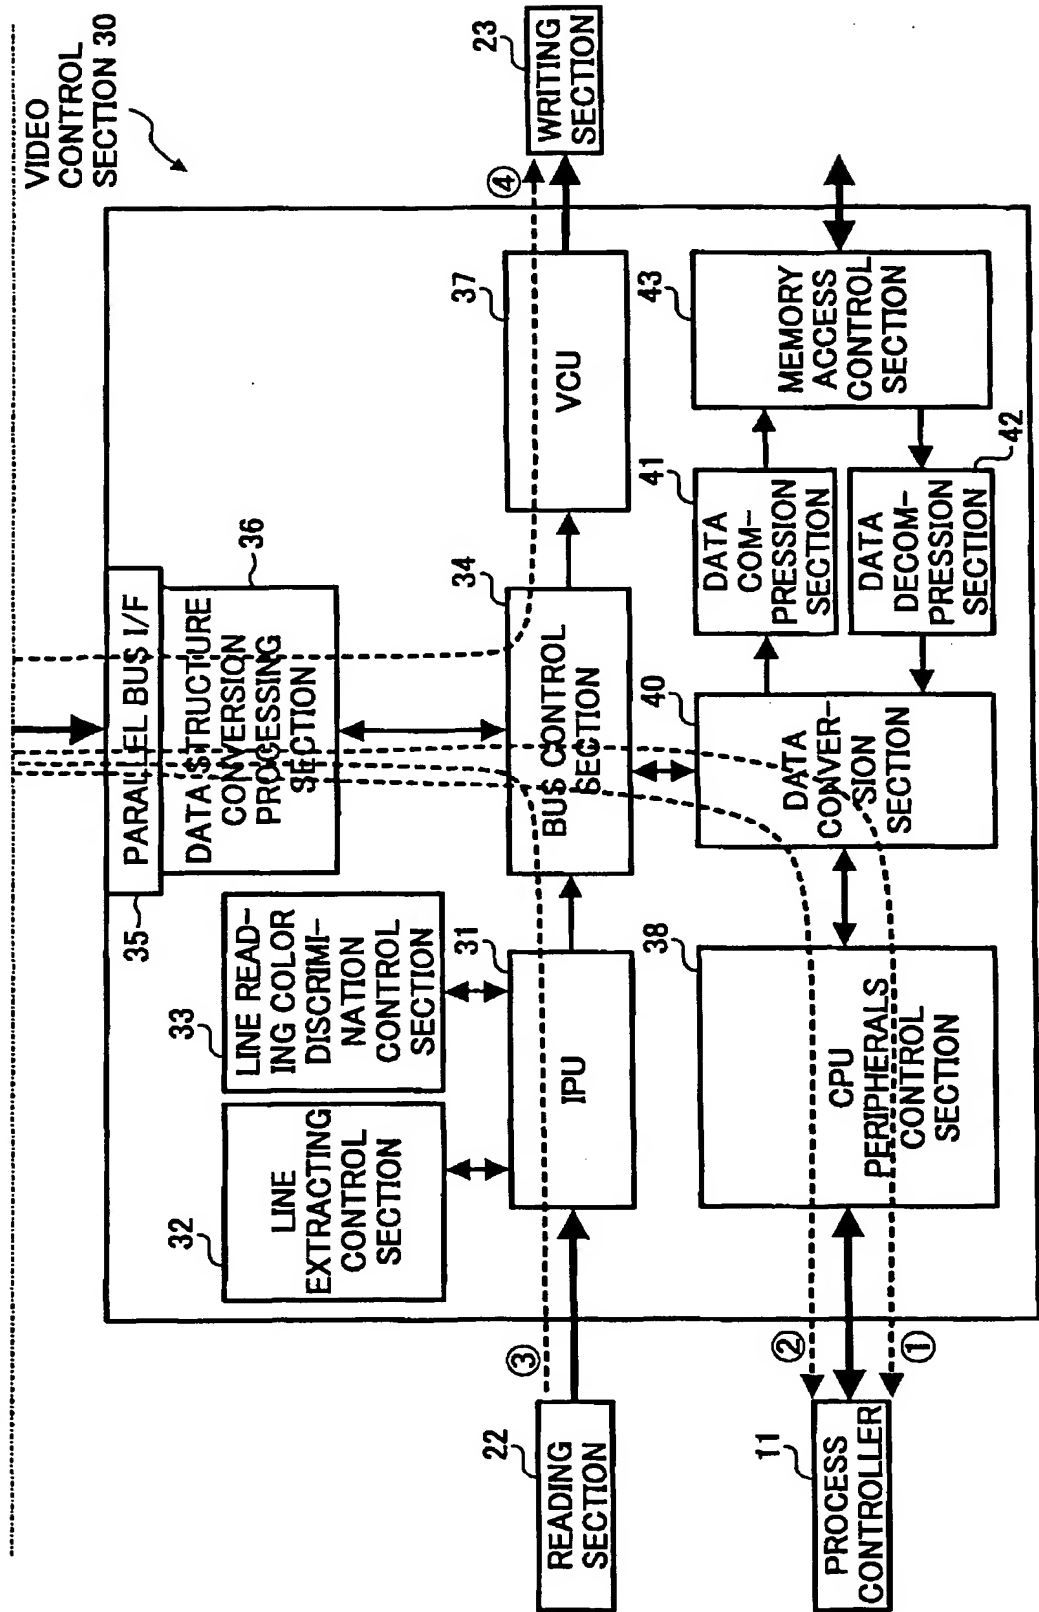 VIDEO
CONTROL
SECTION 30
35
PARALLEL BUS I/F
36
DATA STRUCTURE
CONVERSION
PROCESSING
SECTION
33
LINE READ-
ING COLOR
DISCRIMI-
NATION
CONTROL
SECTION
32
LINE
EXTRACTING
CONTROL
SECTION
22
READING
SECTION
③
31
IPU
34
BUS CONTROL
SECTION
37
VCU
④
23
WRITING
SECTION
11
PROCESS
CONTROLLER
②
①
38
CPU
PERIPHERALS
CONTROL
SECTION
40
DATA
CONVER-
SION
SECTION
41
DATA
COM-
PRESSION
SECTION
42
DATA
DECOM-
PRESSION
SECTION
43
MEMORY
ACCESS
CONTROL
SECTION